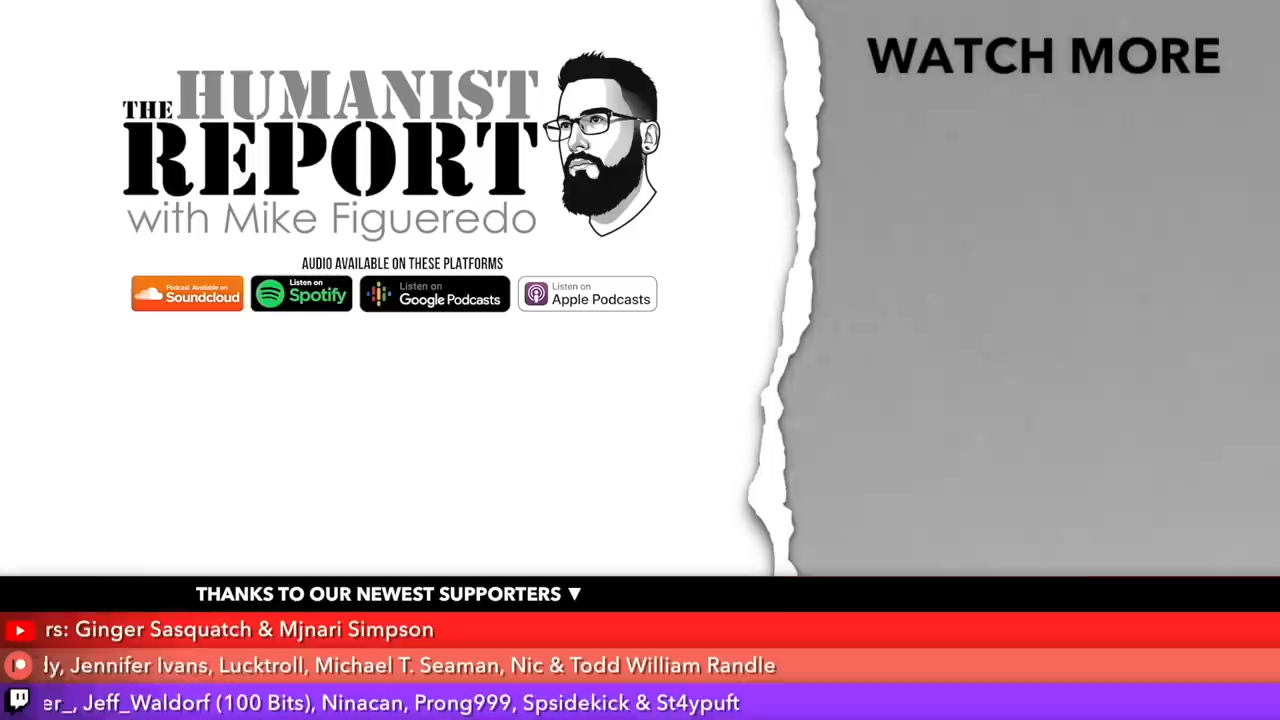 THE HUMANIST
REPORT
with Mike Figueredo
AUDIO AVAILABLE ON THESE PLATFORMS
Podcast Available on
Soundcloud
Listen on
Spotify
Listen on
Google Podcasts
Listen on
Apple Podcasts
WATCH MORE
THANKS TO OUR NEWEST SUPPORTERS ▼
rs: Ginger Sasquatch & Mjnari Simpson
ly, Jennifer Ivans, Lucktroll, Michael T. Seaman, Nic & Todd William Randle
er_, Jeff_Waldorf (100 Bits), Ninacan, Prong999, Spsidekick & St4ypuft